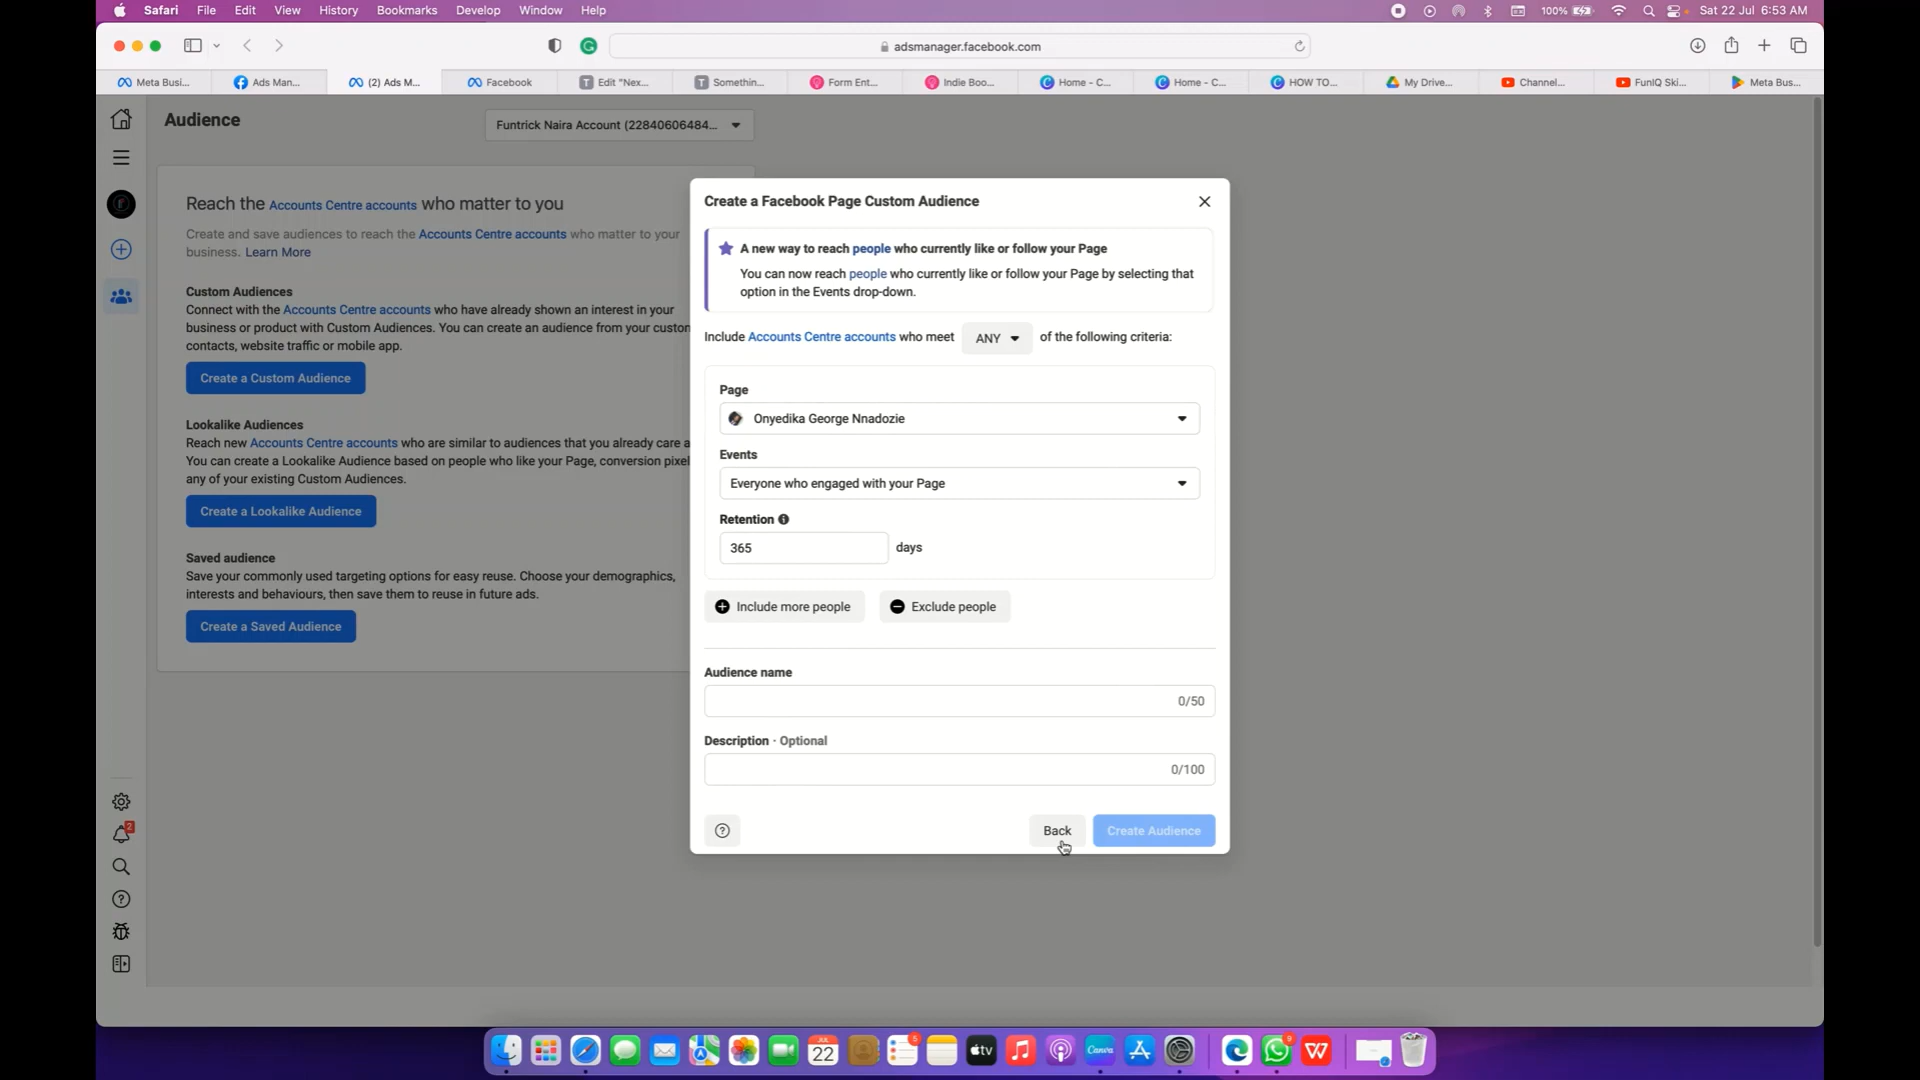 Safari File Edit View History Bookmarks Develop Window Help 100% Sat 22 Jul 6:53 AM
adsmanager.facebook.com
Meta Busi... Ads Man... (2) Ads M... Facebook Edit "Nex... Somethin... Form Ent... Indie Boo... Home - C... Home - C... HOW TO... My Drive... Channel... FunIQ Ski... Meta Bus...
Audience
Funtrick Naira Account (22840606484...
Reach the Accounts Centre accounts who matter to you
Create and save audiences to reach the Accounts Centre accounts who matter to your
business. Learn More
Custom Audiences
Connect with the Accounts Centre accounts who have already shown an interest in your
business or product with Custom Audiences. You can create an audience from your custon
contacts, website traffic or mobile app.
Create a Custom Audience
Lookalike Audiences
Reach new Accounts Centre accounts who are similar to audiences that you already care a
You can create a Lookalike Audience based on people who like your Page, conversion pixel
any of your existing Custom Audiences.
Create a Lookalike Audience
Saved audience
Save your commonly used targeting options for easy reuse. Choose your demographics,
interests and behaviours, then save them to reuse in future ads.
Create a Saved Audience
2
Create a Facebook Page Custom Audience
A new way to reach people who currently like or follow your Page
You can now reach people who currently like or follow your Page by selecting that
option in the Events drop-down.
Include Accounts Centre accounts who meet ANY of the following criteria:
Page
Onyedika George Nnadozie
Events
Everyone who engaged with your Page
Retention
365 days
Include more people Exclude people
Audience name
0/50
Description · Optional
0/100
Back Create Audience
JUL
22
5
tv
Canva
9
W